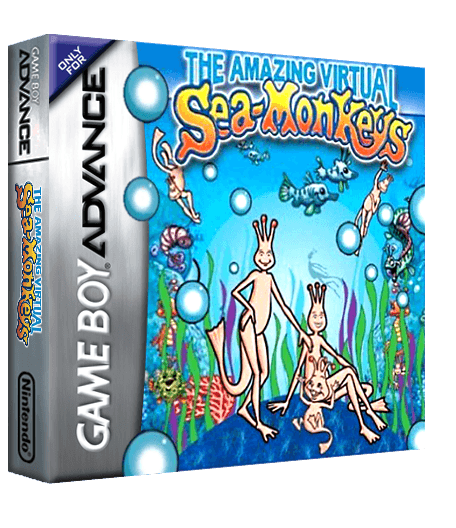 GAME BOY
ADVANCE
THE AMAZING VIRTUAL
Sea-Monkeys
Nintendo
ONLY
FOR
GAME BOY ADVANCE
THE AMAZING VIRTUAL
Sea-Monkeys